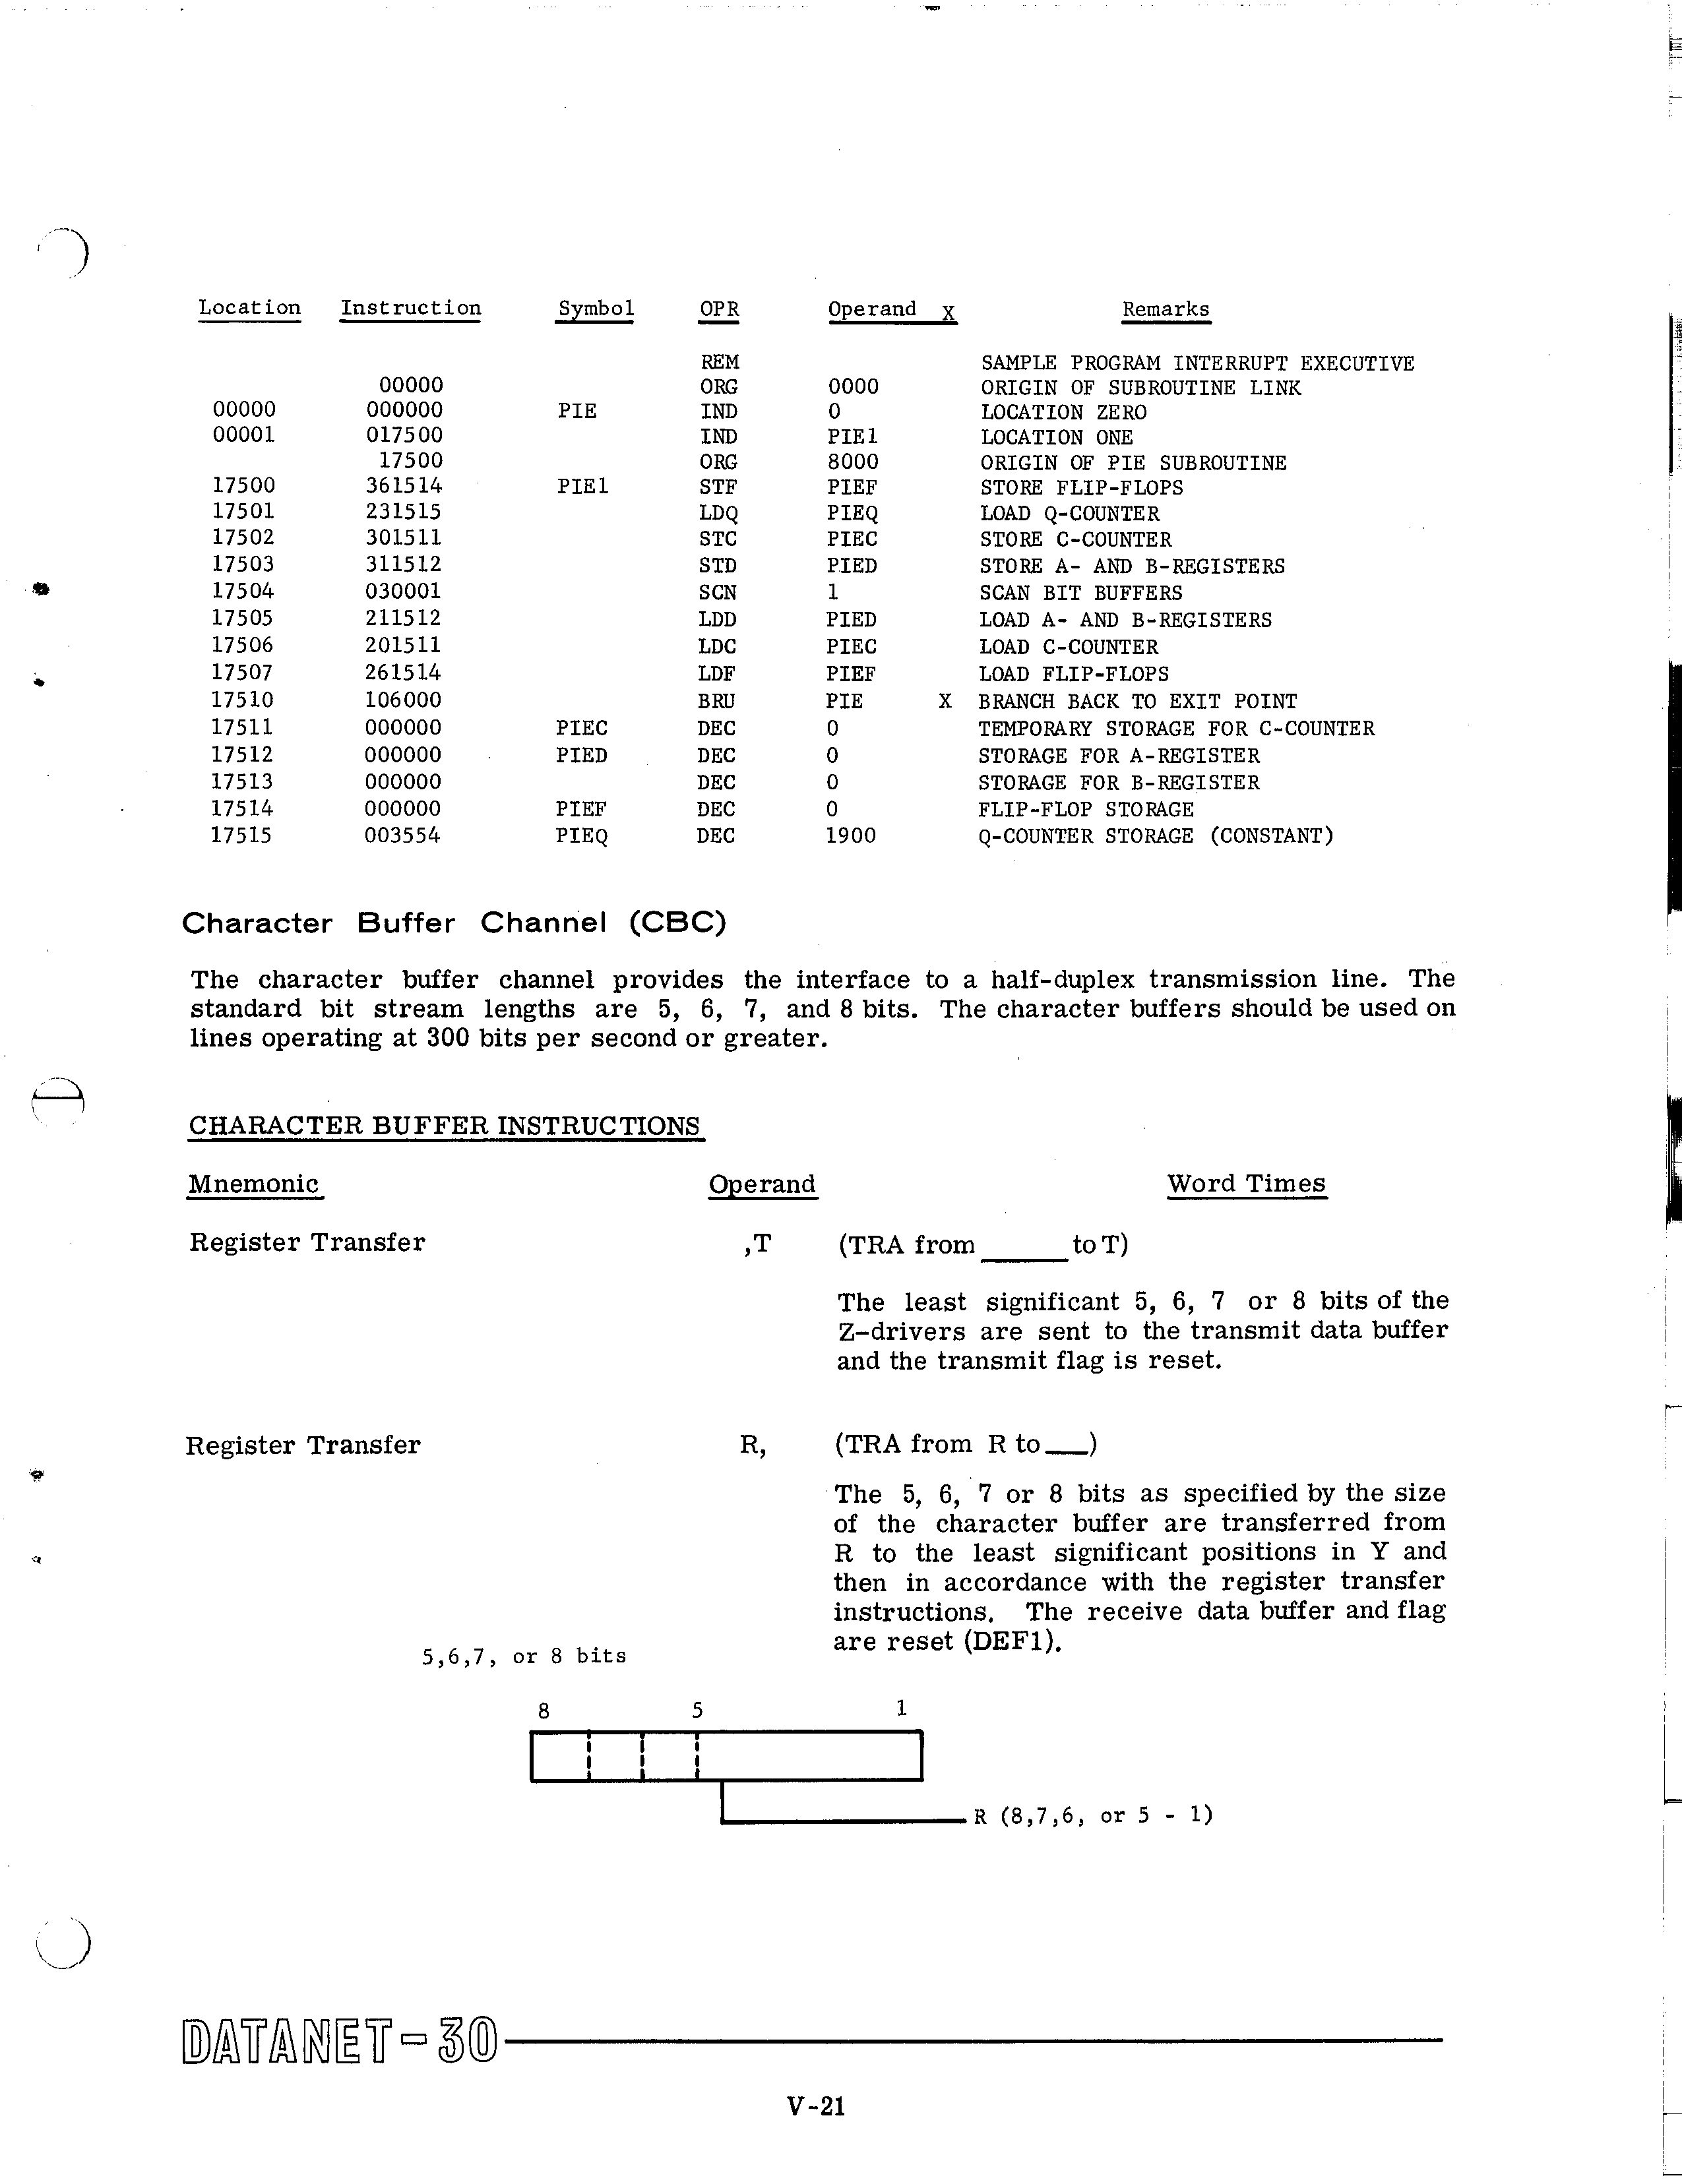 Location Instruction Symbol OPR Operand X Remarks
REM SAMPLE PROGRAM INTERRUPT EXECUTIVE
00000 ORG 0000 ORIGIN OF SUBROUTINE LINK
00000 000000 PIE IND 0 LOCATION ZERO
00001 017500 IND PIE1 LOCATION ONE
17500 ORG 8000 ORIGIN OF PIE SUBROUTINE
17500 361514 PIE1 STF PIEF STORE FLIP-FLOPS
17501 231515 LDQ PIEQ LOAD Q-COUNTER
17502 301511 STC PIEC STORE C-COUNTER
17503 311512 STD PIED STORE A- AND B-REGISTERS
17504 030001 SCN 1 SCAN BIT BUFFERS
17505 211512 LDD PIED LOAD A- AND B-REGISTERS
17506 201511 LDC PIEC LOAD C-COUNTER
17507 261514 LDF PIEF LOAD FLIP-FLOPS
17510 106000 BRU PIE X BRANCH BACK TO EXIT POINT
17511 000000 PIEC DEC 0 TEMPORARY STORAGE FOR C-COUNTER
17512 000000 PIED DEC 0 STORAGE FOR A-REGISTER
17513 000000 DEC 0 STORAGE FOR B-REGISTER
17514 000000 PIEF DEC 0 FLIP-FLOP STORAGE
17515 003554 PIEQ DEC 1900 Q-COUNTER STORAGE (CONSTANT)
Character Buffer Channel (CBC)
The character buffer channel provides the interface to a half-duplex transmission line. The
standard bit stream lengths are 5, 6, 7, and 8 bits. The character buffers should be used on
lines operating at 300 bits per second or greater.
CHARACTER BUFFER INSTRUCTIONS
Mnemonic Operand Word Times
Register Transfer ,T (TRA from ______ to T)
The least significant 5, 6, 7 or 8 bits of the
Z-drivers are sent to the transmit data buffer
and the transmit flag is reset.
Register Transfer R, (TRA from R to ___)
The 5, 6, 7 or 8 bits as specified by the size
of the character buffer are transferred from
R to the least significant positions in Y and
then in accordance with the register transfer
instructions. The receive data buffer and flag
are reset (DEF1).
5,6,7, or 8 bits
8 5 1
R (8,7,6, or 5 - 1)
DATANET-30
V-21